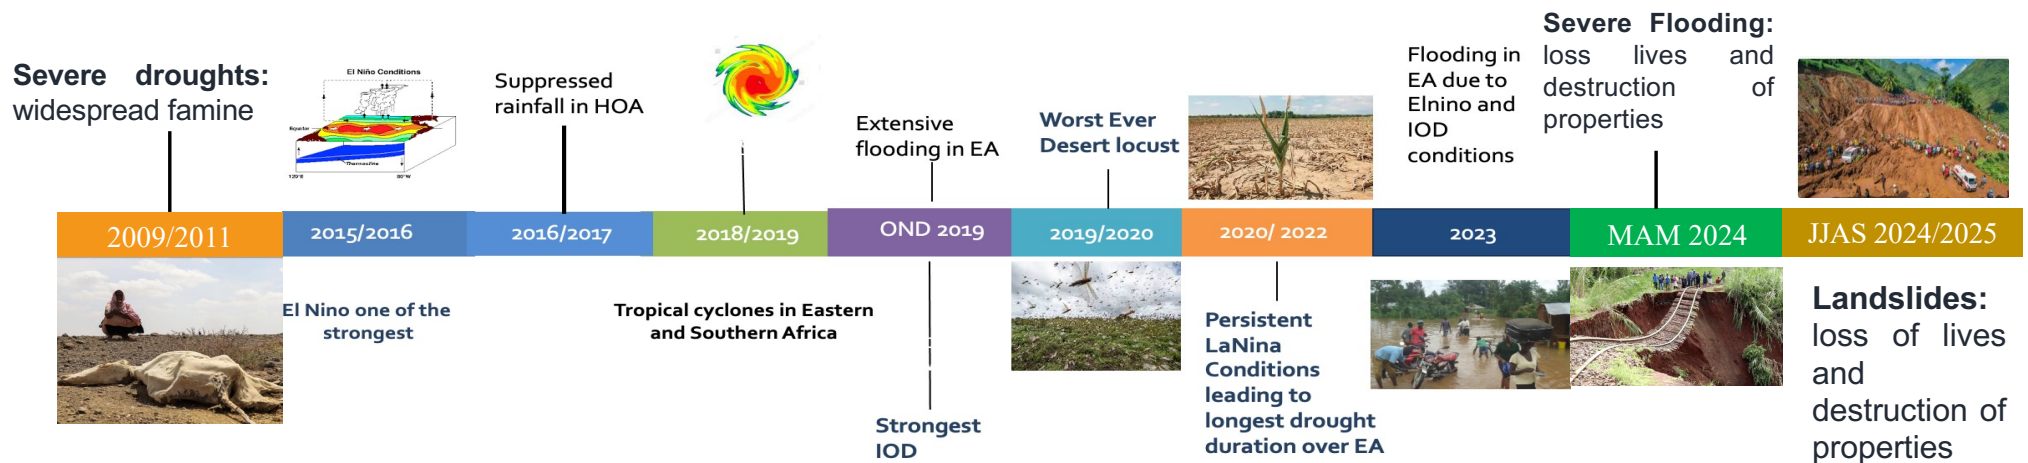 Severe droughts:
widespread famine
El Niño Conditions
Equator
Thermocline
120°E
80°W
Suppressed
rainfall in HOA
Extensive
flooding in EA
Worst Ever
Desert locust
Flooding in
EA due to
Elnino and
IOD
conditions
Severe Flooding:
loss lives and
destruction of
properties
2009/2011
2015/2016
2016/2017
2018/2019
OND 2019
2019/2020
2020/ 2022
2023
MAM 2024
JJAS 2024/2025
El Nino one of the
strongest
Tropical cyclones in Eastern
and Southern Africa
Strongest
IOD
Persistent
LaNina
Conditions
leading to
longest drought
duration over EA
Landslides:
loss of lives
and
destruction of
properties